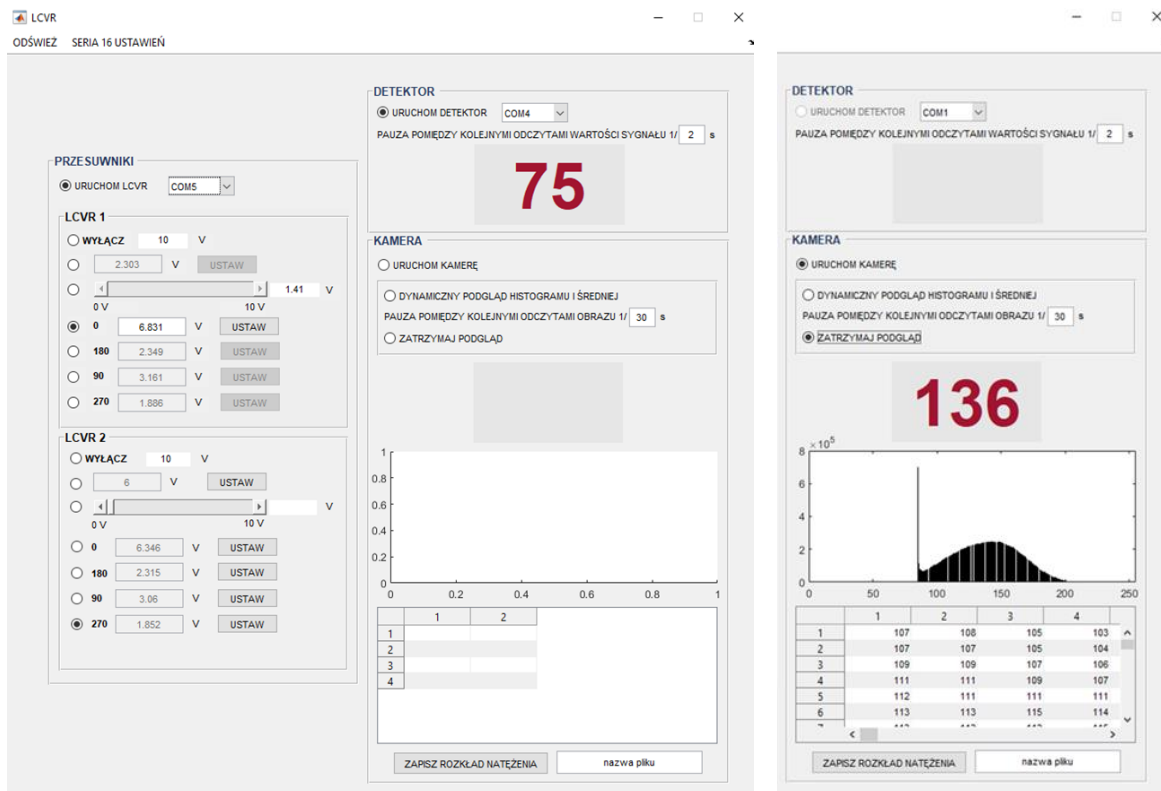 LCVR
ODŚWIEŻ SERIA 16 USTAWIEŃ
PRZESUWNIKI
URUCHOM LCVR COM5
LCVR 1
WYŁĄCZ 10 V
2.303 V USTAW
1.41 V
0 V 10 V
0 6.831 V USTAW
180 2.349 V USTAW
90 3.161 V USTAW
270 1.886 V USTAW
LCVR 2
WYŁĄCZ 10 V
6 V USTAW
V
0 V 10 V
0 6.346 V USTAW
180 2.315 V USTAW
90 3.06 V USTAW
270 1.852 V USTAW
DETEKTOR
URUCHOM DETEKTOR COM4
PAUZA POMIĘDZY KOLEJNYMI ODCZYTAMI WARTOŚCI SYGNAŁU 1/ 2 s
75
KAMERA
URUCHOM KAMERĘ
DYNAMICZNY PODGLĄD HISTOGRAMU I ŚREDNIEJ
PAUZA POMIĘDZY KOLEJNYMI ODCZYTAMI OBRAZU 1/ 30 s
ZATRZYMAJ PODGLĄD
1
0.8
0.6
0.4
0.2
0
0 0.2 0.4 0.6 0.8 1
1 2
1
2
3
4
ZAPISZ ROZKŁAD NATĘŻENIA nazwa pliku
DETEKTOR
URUCHOM DETEKTOR COM1
PAUZA POMIĘDZY KOLEJNYMI ODCZYTAMI WARTOŚCI SYGNAŁU 1/ 2 s
KAMERA
URUCHOM KAMERĘ
DYNAMICZNY PODGLĄD HISTOGRAMU I ŚREDNIEJ
PAUZA POMIĘDZY KOLEJNYMI ODCZYTAMI OBRAZU 1/ 30 s
ZATRZYMAJ PODGLĄD
136
×10⁵
8
6
4
2
0
0 50 100 150 200 250
1 2 3 4
1 107 108 105 103
2 107 107 105 104
3 109 109 107 106
4 111 111 109 107
5 112 111 111 111
6 113 113 115 114
ZAPISZ ROZKŁAD NATĘŻENIA nazwa pliku